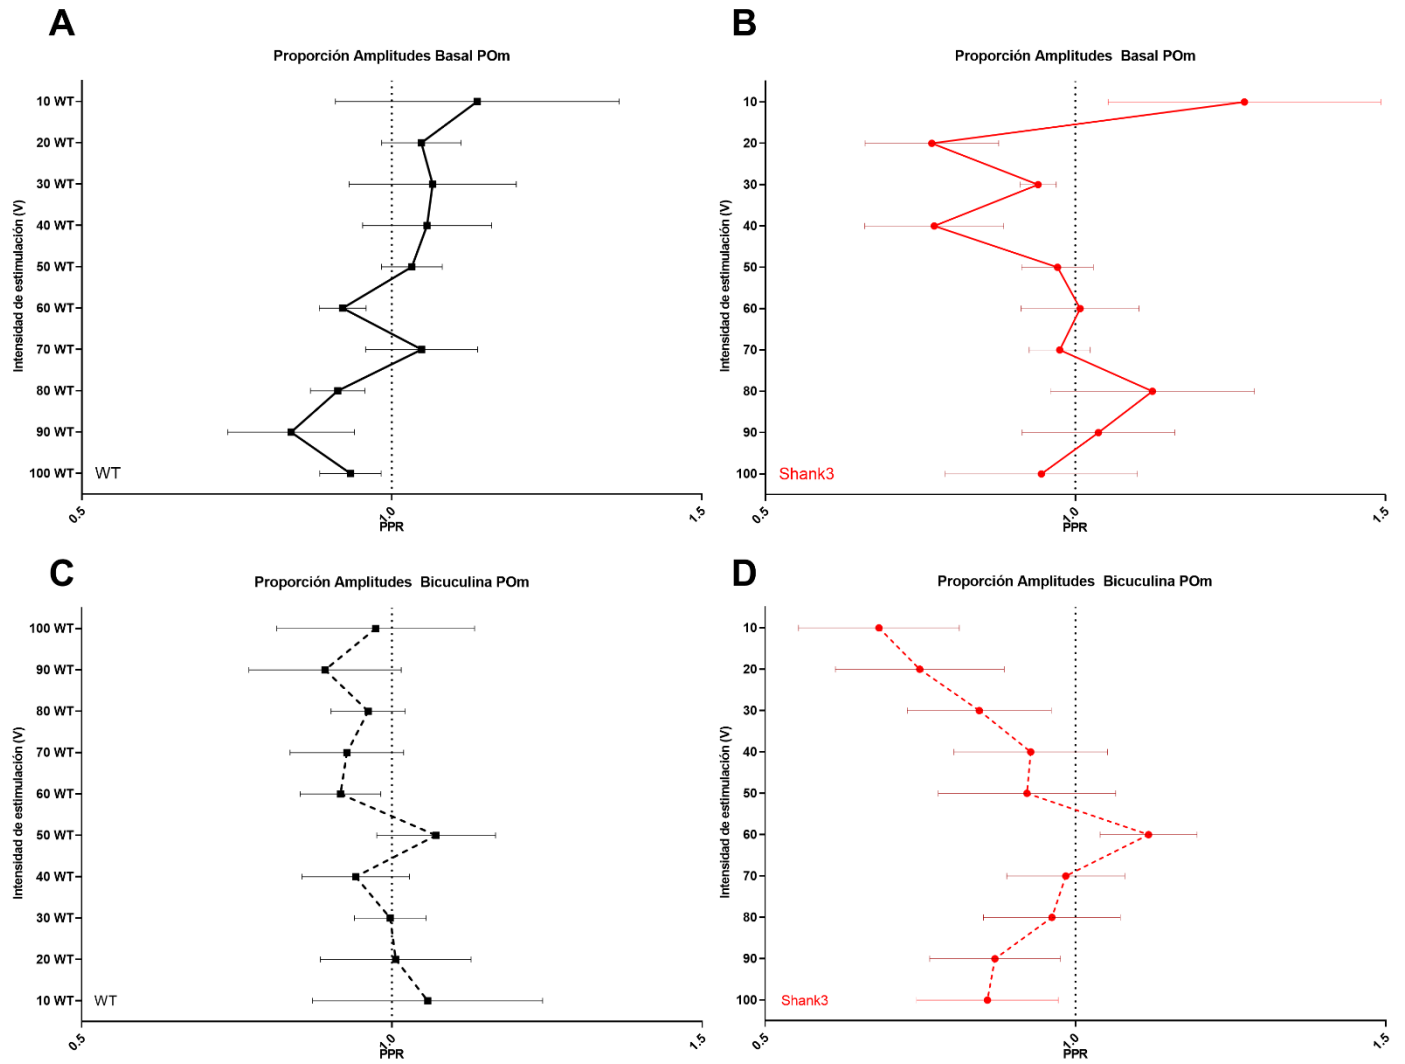 A
Proporción Amplitudes Basal POm
Intensidad de estimulación (V)
10 WT
20 WT
30 WT
40 WT
50 WT
60 WT
70 WT
80 WT
90 WT
100 WT
WT
0.5
1.0
1.5
PPR
B
Proporción Amplitudes Basal POm
Intensidad de estimulación (V)
10
20
30
40
50
60
70
80
90
100
Shank3
0.5
1.0
1.5
PPR
C
Proporción Amplitudes Bicuculina POm
Intensidad de estimulación (V)
100 WT
90 WT
80 WT
70 WT
60 WT
50 WT
40 WT
30 WT
20 WT
10 WT
WT
0.5
1.0
1.5
PPR
D
Proporción Amplitudes Bicuculina POm
Intensidad de estimulación (V)
10
20
30
40
50
60
70
80
90
100
Shank3
0.5
1.0
1.5
PPR